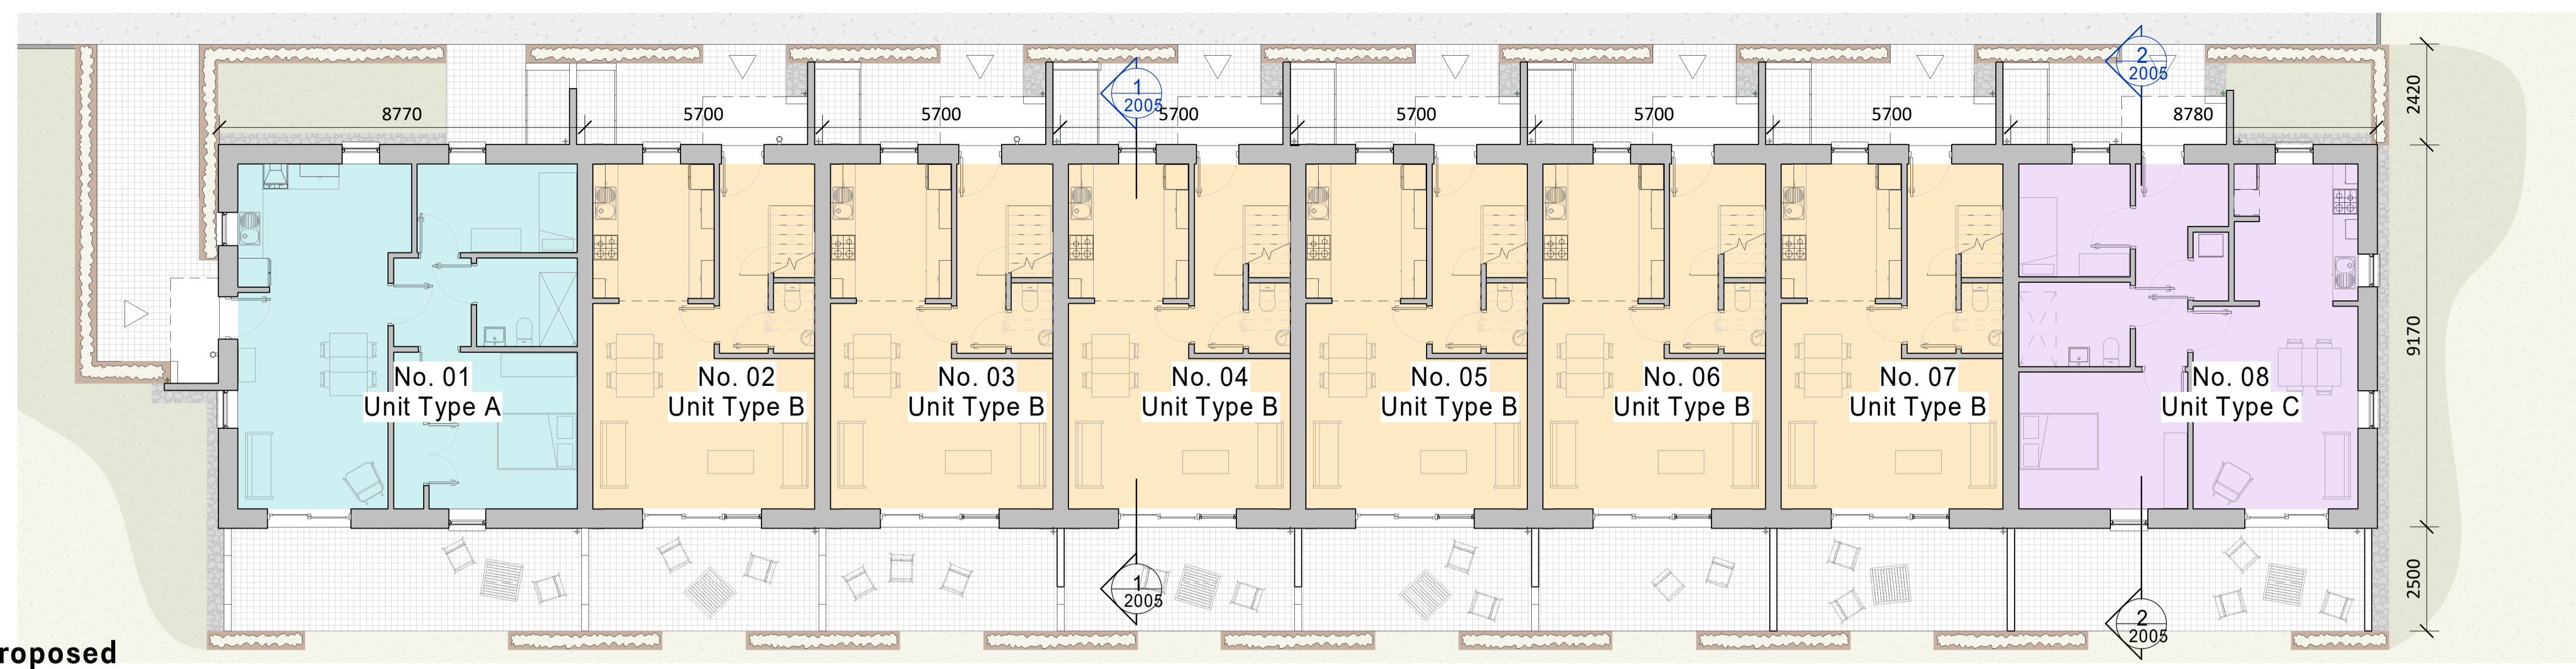 2
2005
1
2005
2420
8770
5700
5700
5700
5700
5700
5700
8780
9170
No. 01
Unit Type A
No. 02
Unit Type B
No. 03
Unit Type B
No. 04
Unit Type B
No. 05
Unit Type B
No. 06
Unit Type B
No. 07
Unit Type B
No. 08
Unit Type C
2500
1
2005
2
2005
roposed